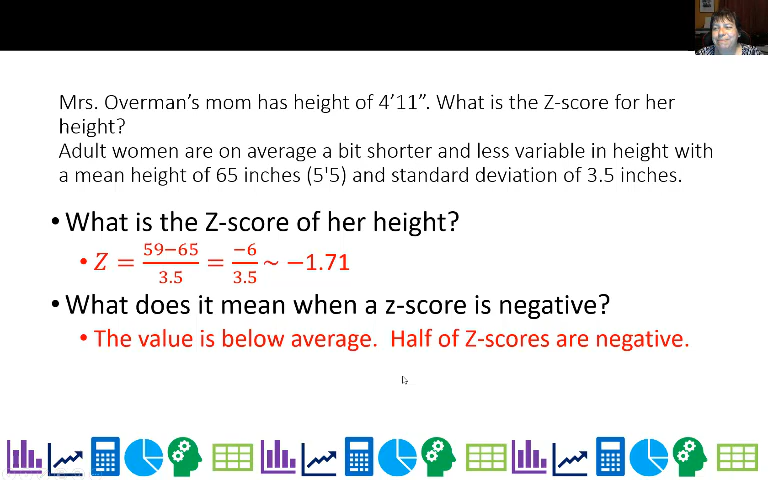 Mrs. Overman's mom has height of 4'11". What is the Z-score for her
height?
Adult women are on average a bit shorter and less variable in height with
a mean height of 65 inches (5'5) and standard deviation of 3.5 inches.
• What is the Z-score of her height?
• Z = \frac{59−65}{3.5} = \frac{−6}{3.5} ~ −1.71
• What does it mean when a z-score is negative?
• The value is below average.  Half of Z-scores are negative.